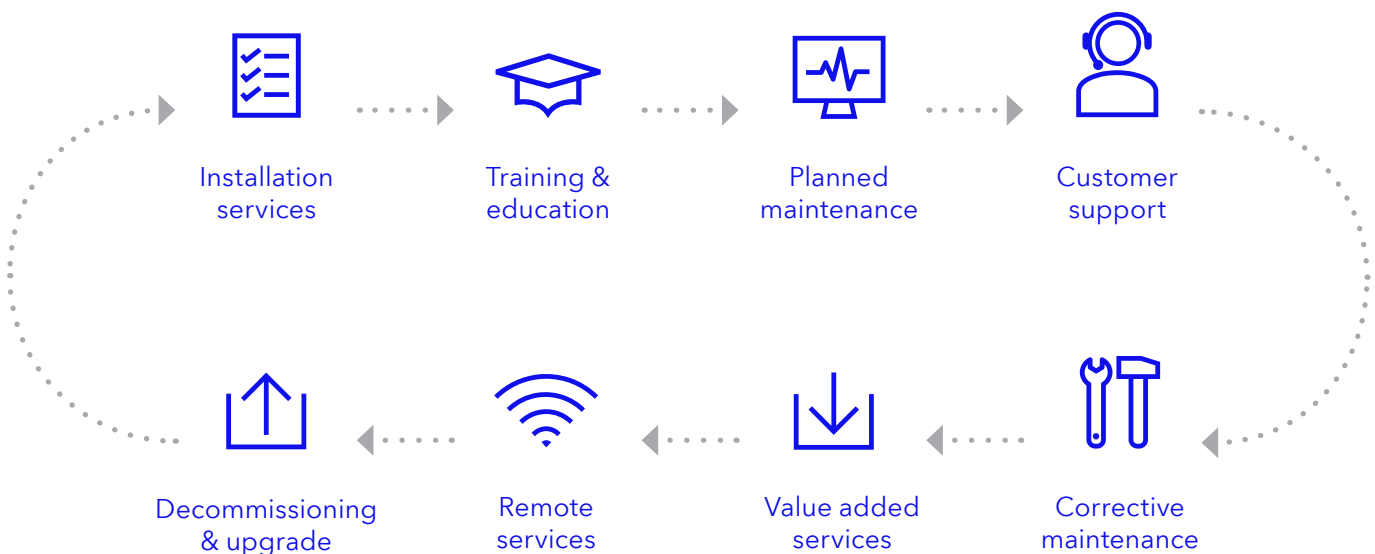 Installation
services
Training &
education
Planned
maintenance
Customer
support
Decommissioning
& upgrade
Remote
services
Value added
services
Corrective
maintenance